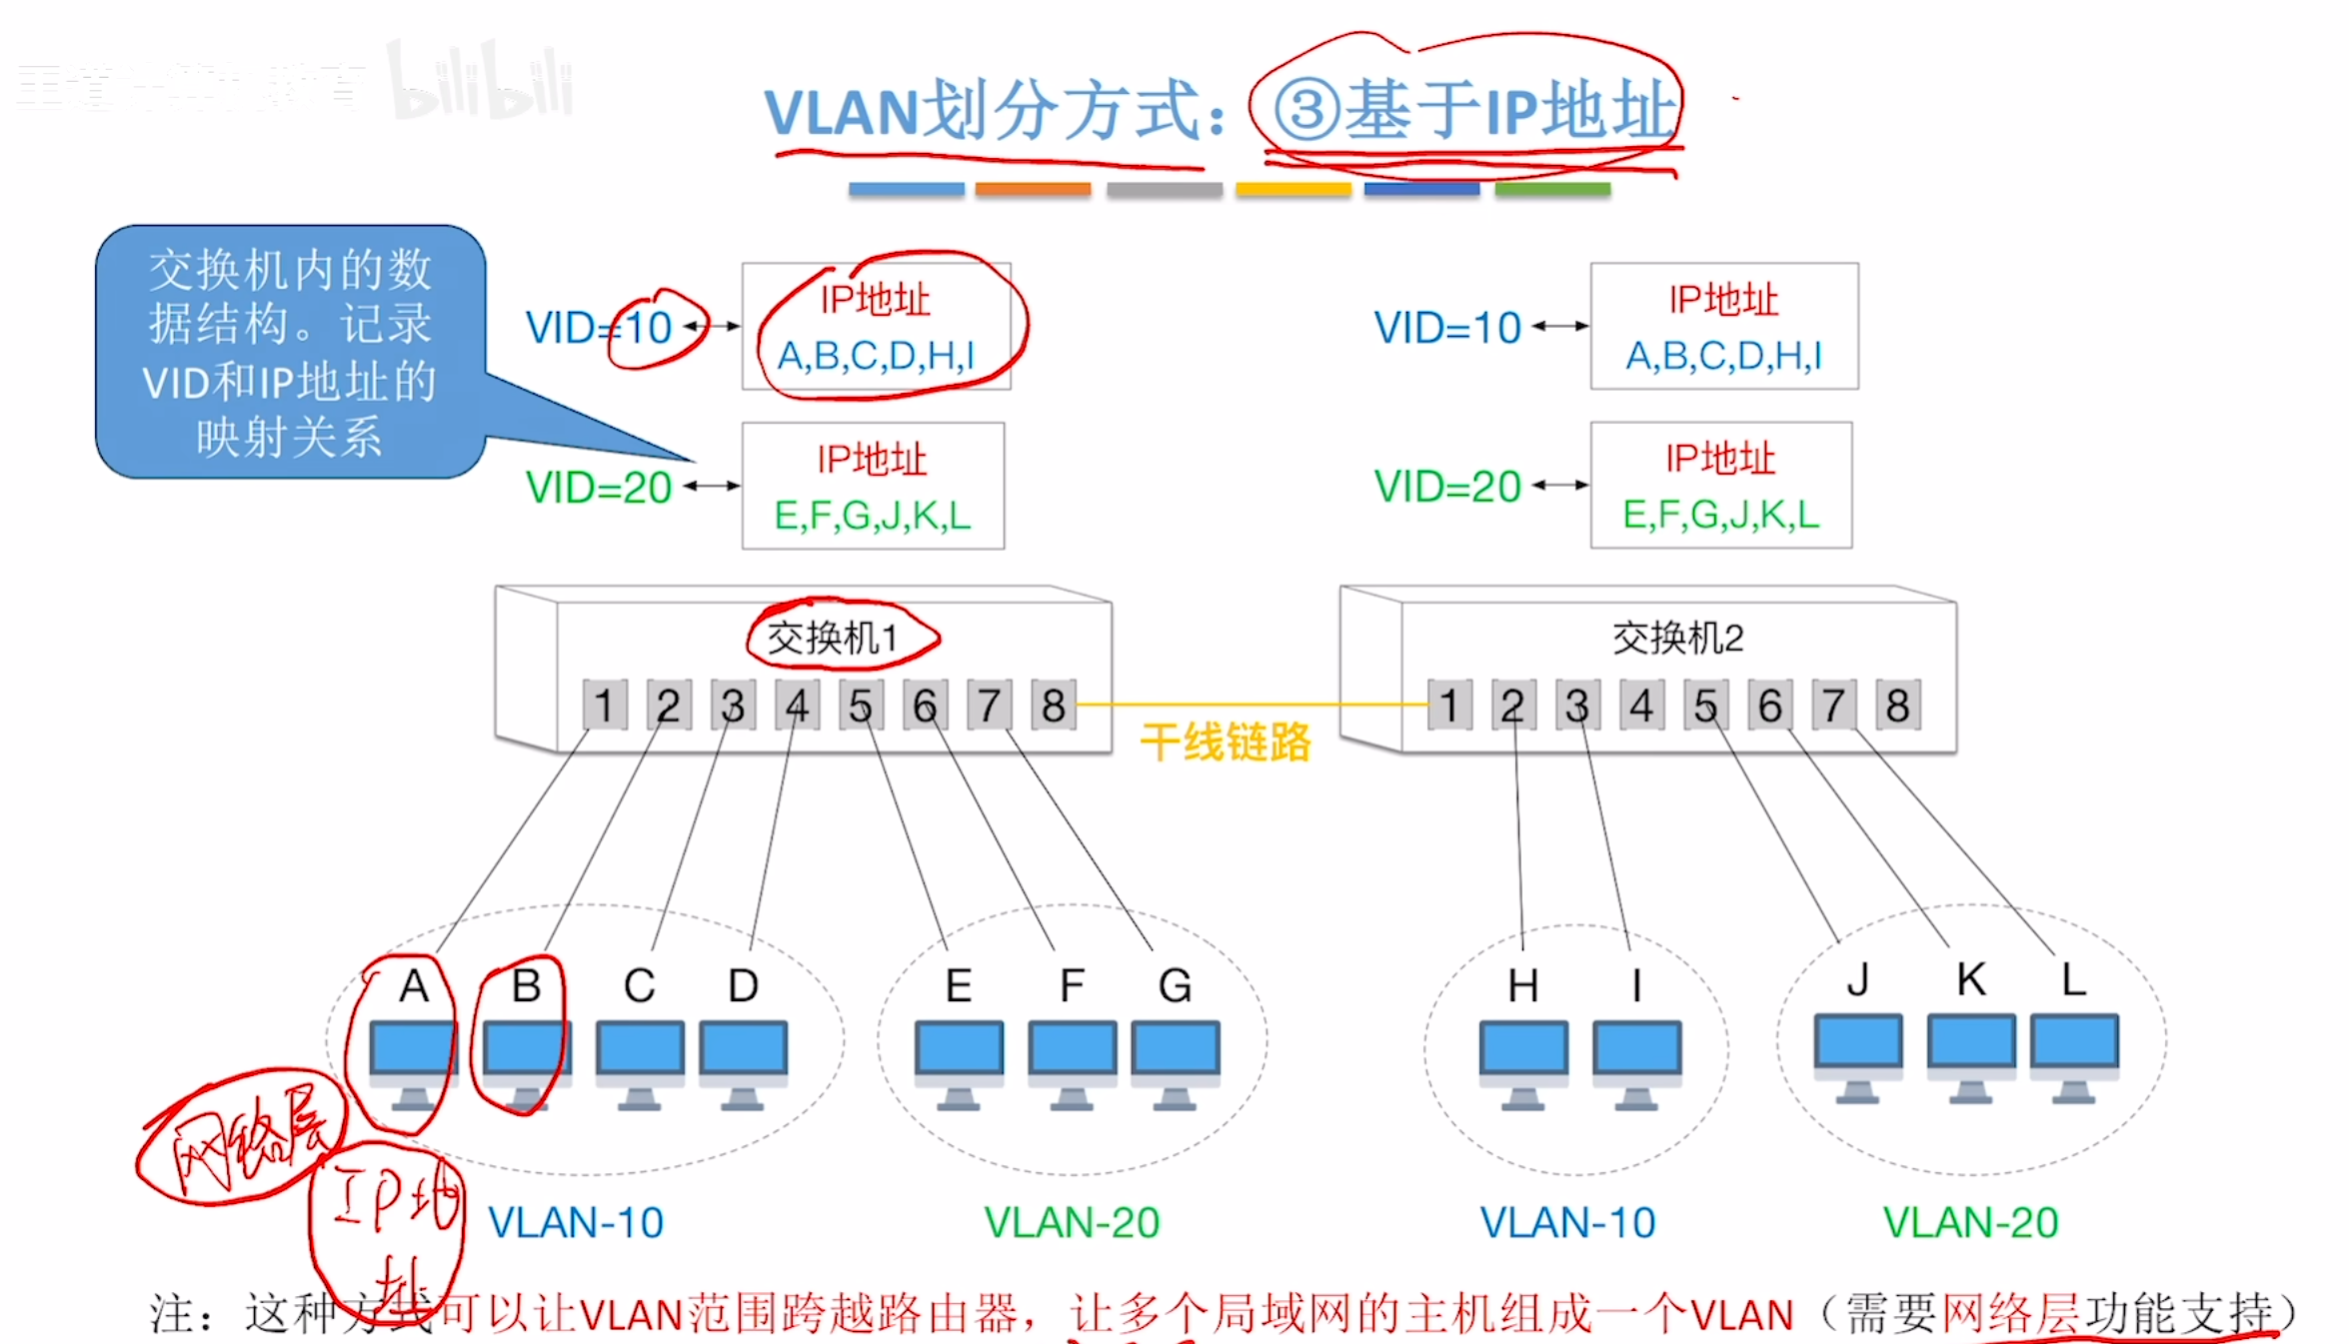 bilibili
VLAN划分方式：③基于IP地址
交换机内的数
据结构。记录
VID和IP地址的
映射关系
VID=10
IP地址
A,B,C,D,H,I
VID=20
IP地址
E,F,G,J,K,L
VID=10
IP地址
A,B,C,D,H,I
VID=20
IP地址
E,F,G,J,K,L
交换机1
1 2 3 4 5 6 7 8
干线链路
交换机2
1 2 3 4 5 6 7 8
A B C D
E F G
H I
J K L
网络层
IP地
址
VLAN-10
VLAN-20
VLAN-10
VLAN-20
注：这种方式可以让VLAN范围跨越路由器，让多个局域网的主机组成一个VLAN（需要网络层功能支持）